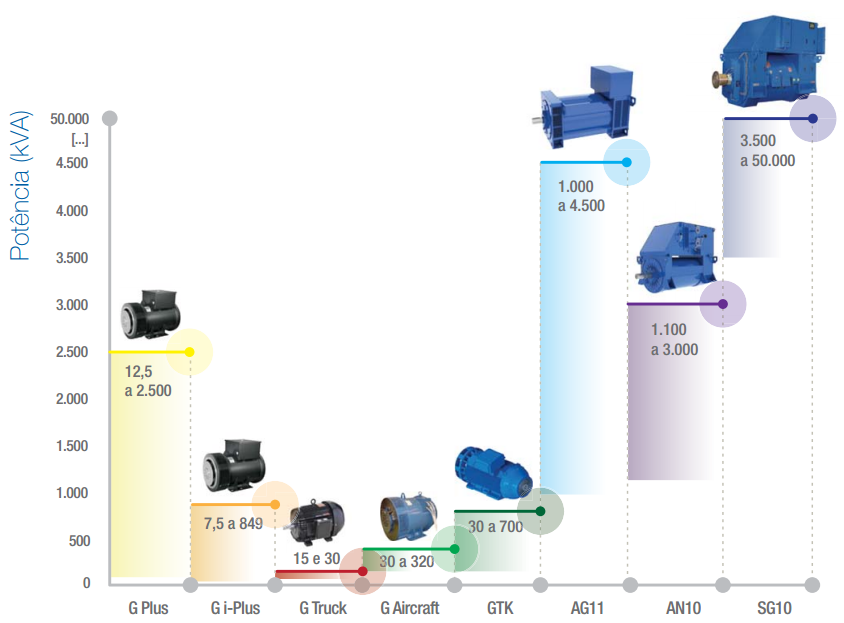 Potência (kVA)
50.000
[...]
4.500
4.000
3.500
3.000
2.500
2.000
1.500
1.000
500
0
12,5
a 2.500
7,5 a 849
15 e 30
30 a 320
30 a 700
1.000
a 4.500
1.100
a 3.000
3.500
a 50.000
G Plus
G i-Plus
G Truck
G Aircraft
GTK
AG11
AN10
SG10